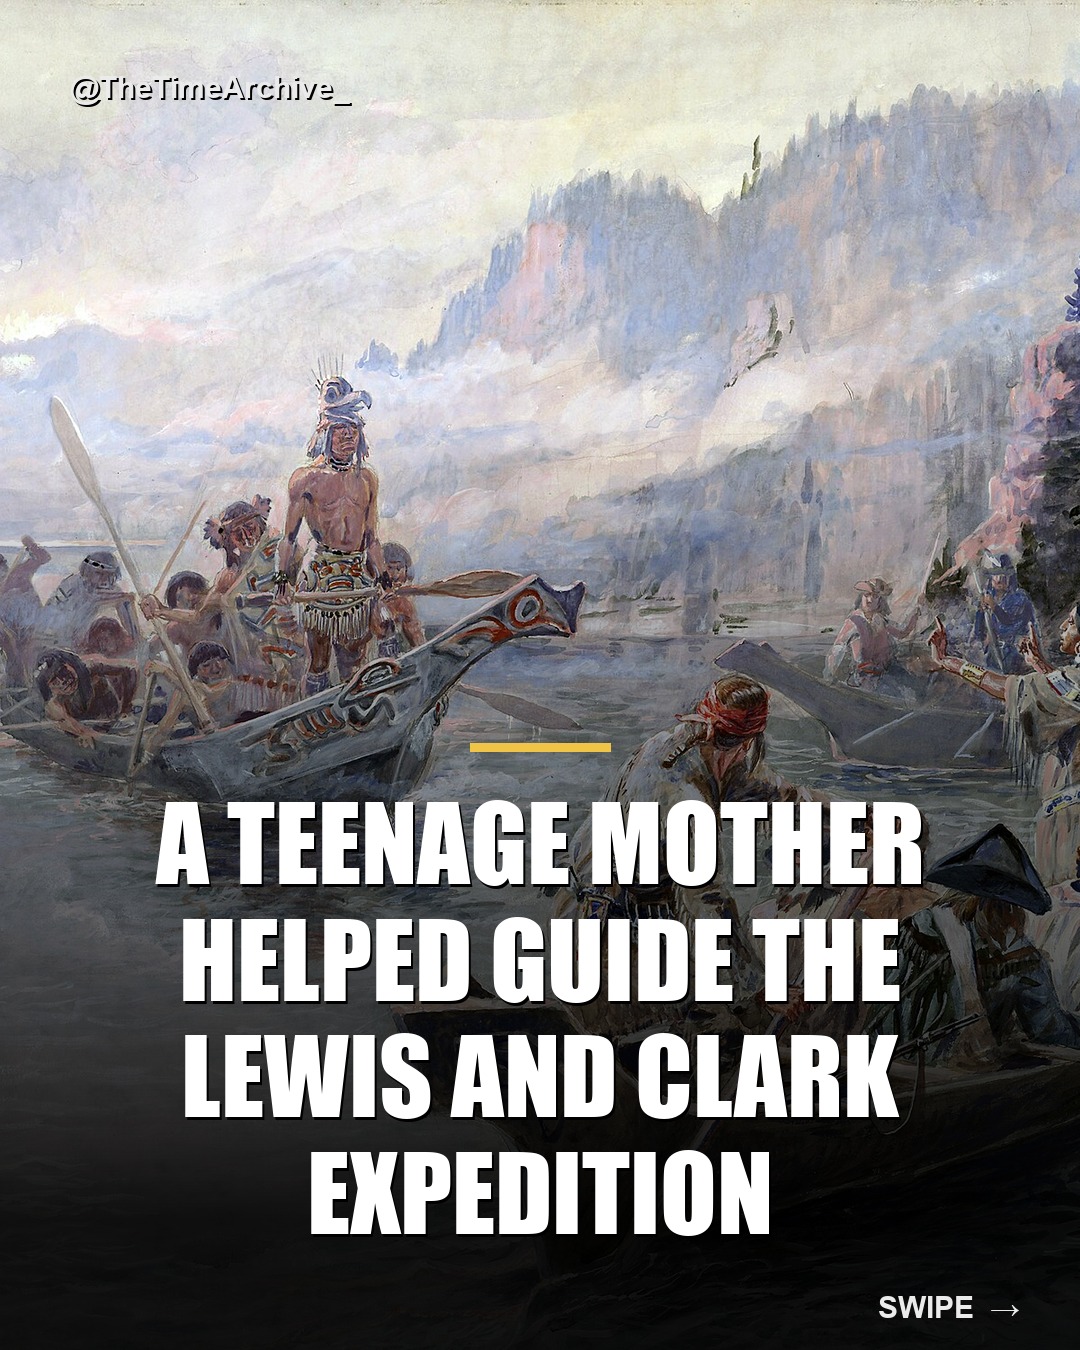 @TheTimeArchive_
A TEENAGE MOTHER
HELPED GUIDE THE
LEWIS AND CLARK
EXPEDITION
SWIPE →